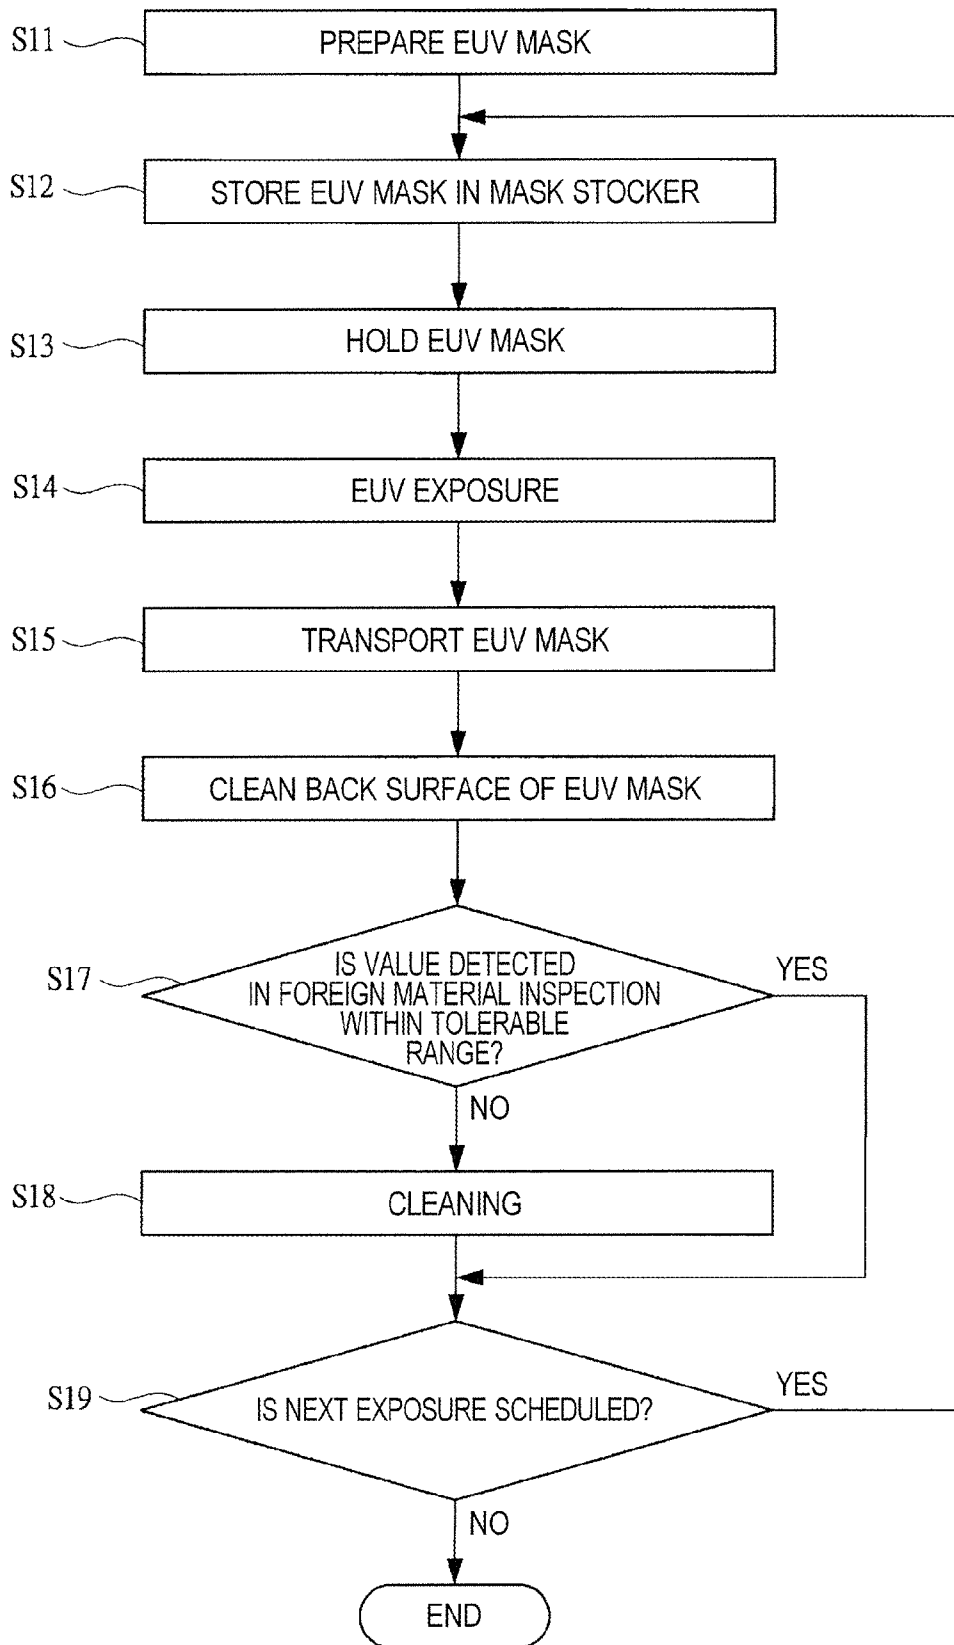 S11
PREPARE EUV MASK
S12
STORE EUV MASK IN MASK STOCKER
S13
HOLD EUV MASK
S14
EUV EXPOSURE
S15
TRANSPORT EUV MASK
S16
CLEAN BACK SURFACE OF EUV MASK
S17
IS VALUE DETECTED
IN FOREIGN MATERIAL INSPECTION
WITHIN TOLERABLE
RANGE?
YES
NO
S18
CLEANING
S19
IS NEXT EXPOSURE SCHEDULED?
YES
NO
END